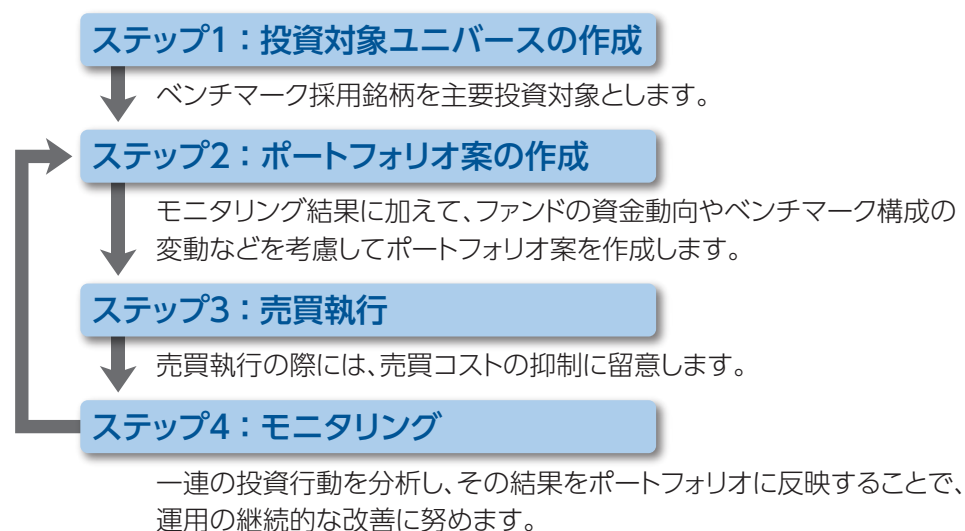 ステップ1：投資対象ユニバースの作成
ベンチマーク採用銘柄を主要投資対象とします。
ステップ2：ポートフォリオ案の作成
モニタリング結果に加えて、ファンドの資金動向やベンチマーク構成の
変動などを考慮してポートフォリオ案を作成します。
ステップ3：売買執行
売買執行の際には、売買コストの抑制に留意します。
ステップ4：モニタリング
一連の投資行動を分析し、その結果をポートフォリオに反映することで、
運用の継続的な改善に努めます。